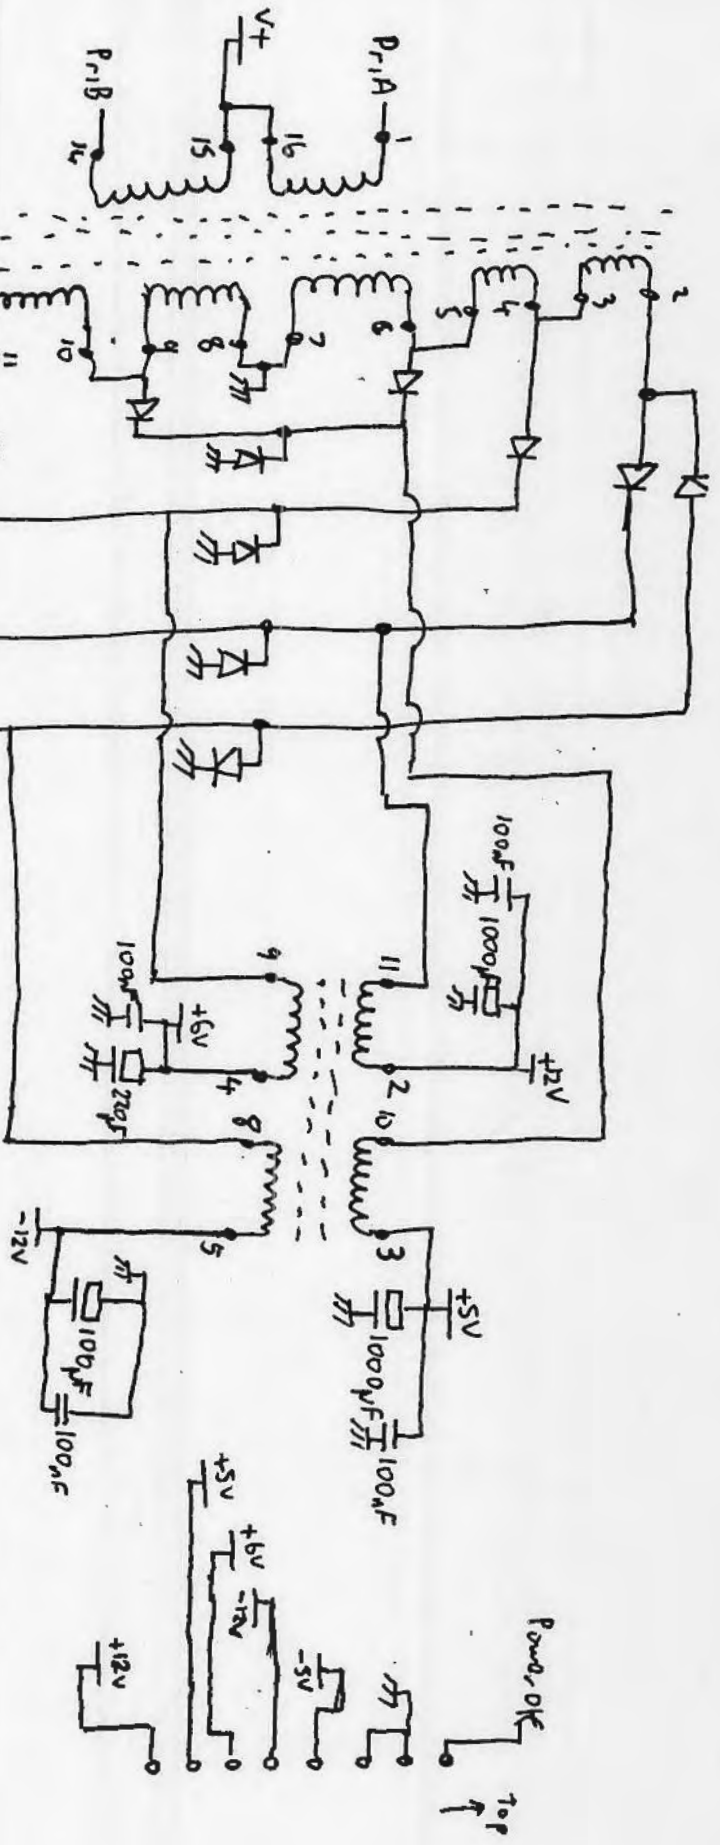 Pri A
1
V+
16
15
Pri B
14
2
3
4
5
6
7
8
9
10
11
100nF
1000µF
+12V
11
2
9
4
+6V
100nF
220µF
10
3
8
5
+5V
1000µF
100nF
-12V
100µF
100nF
Power OK
-5V
-12V
+6V
+5V
+12V
Top